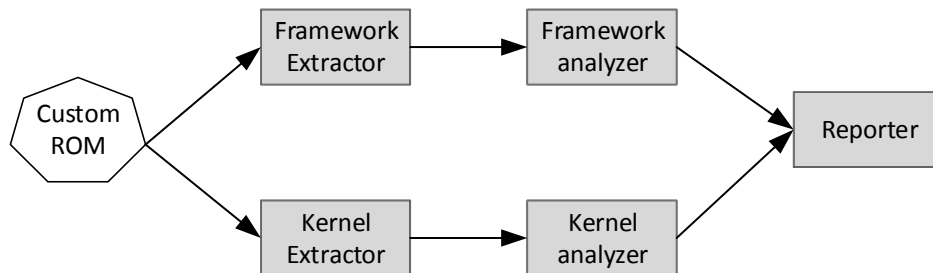 Framework
Extractor
Framework
analyzer
Custom
ROM
Reporter
Kernel
Extractor
Kernel
analyzer